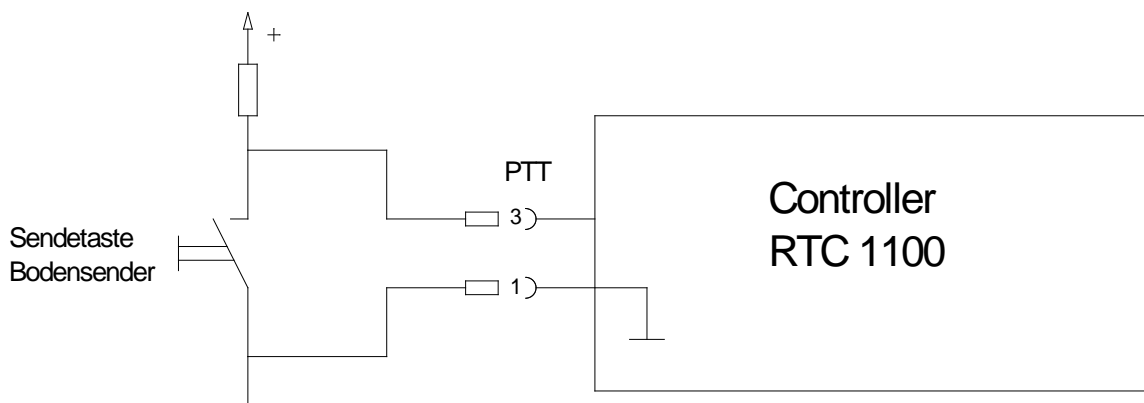 +
PTT
3
1
Sendetaste
Bodensender
Controller
RTC 1100